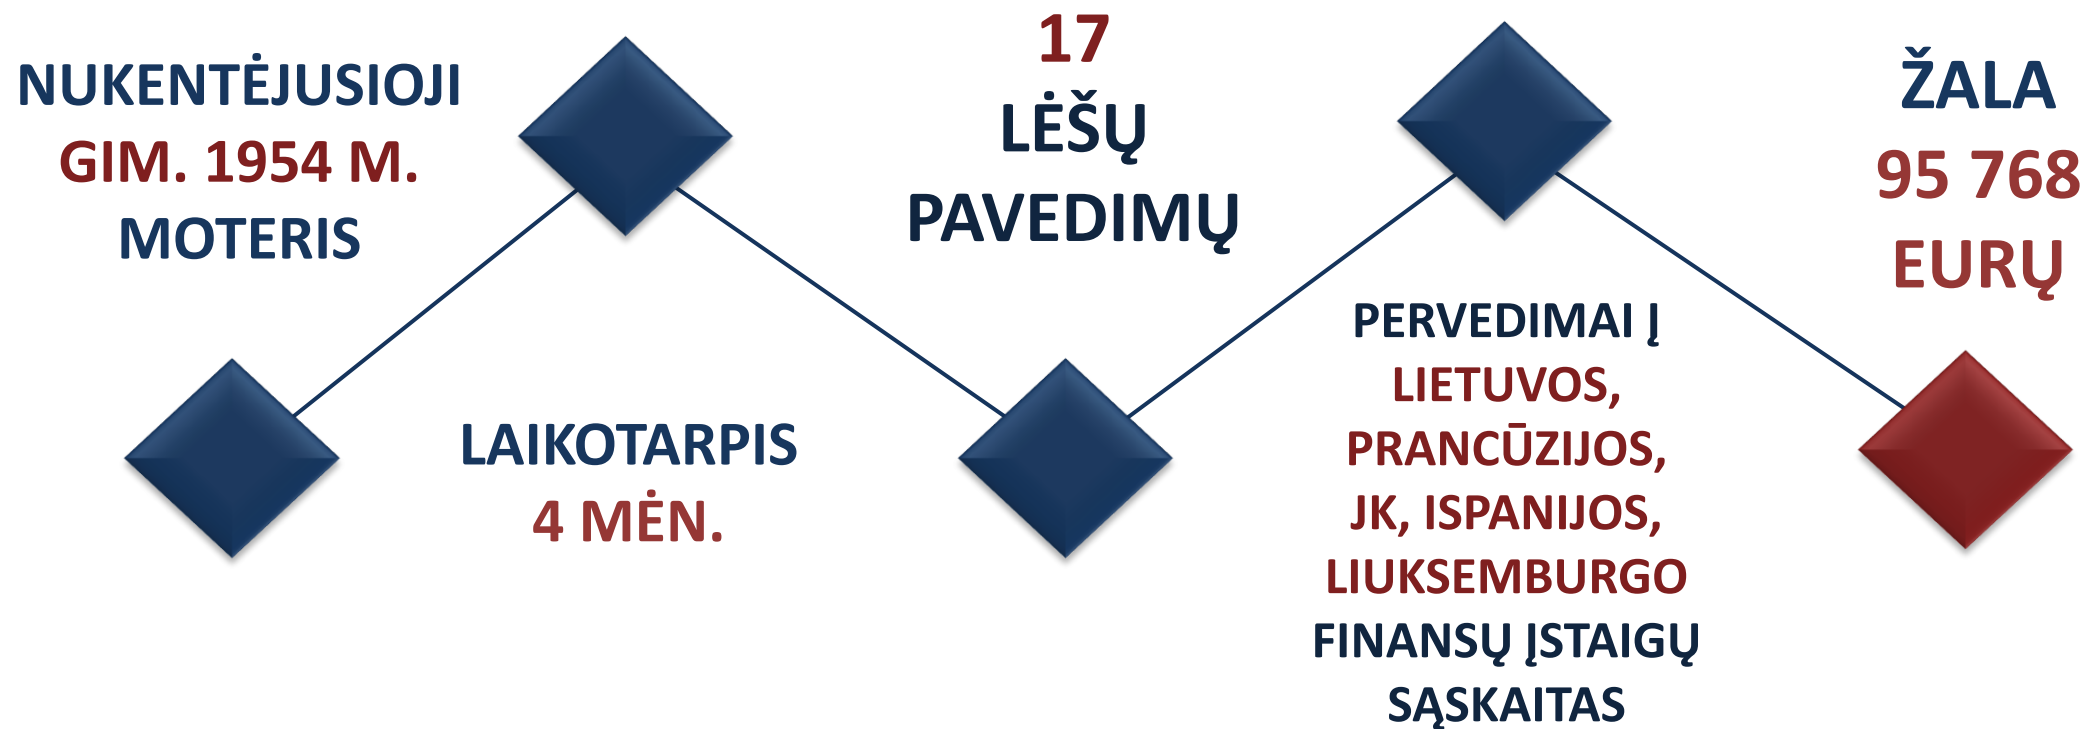 NUKENTĖJUSIOJI
GIM. 1954 M.
MOTERIS
LAIKOTARPIS
4 MĖN.
17
LĖŠŲ
PAVEDIMŲ
PERVEDIMAI Į
LIETUVOS,
PRANCŪZIJOS,
JK, ISPANIJOS,
LIUKSEMBURGO
FINANSŲ ĮSTAIGŲ
SĄSKAITAS
ŽALA
95 768
EURŲ